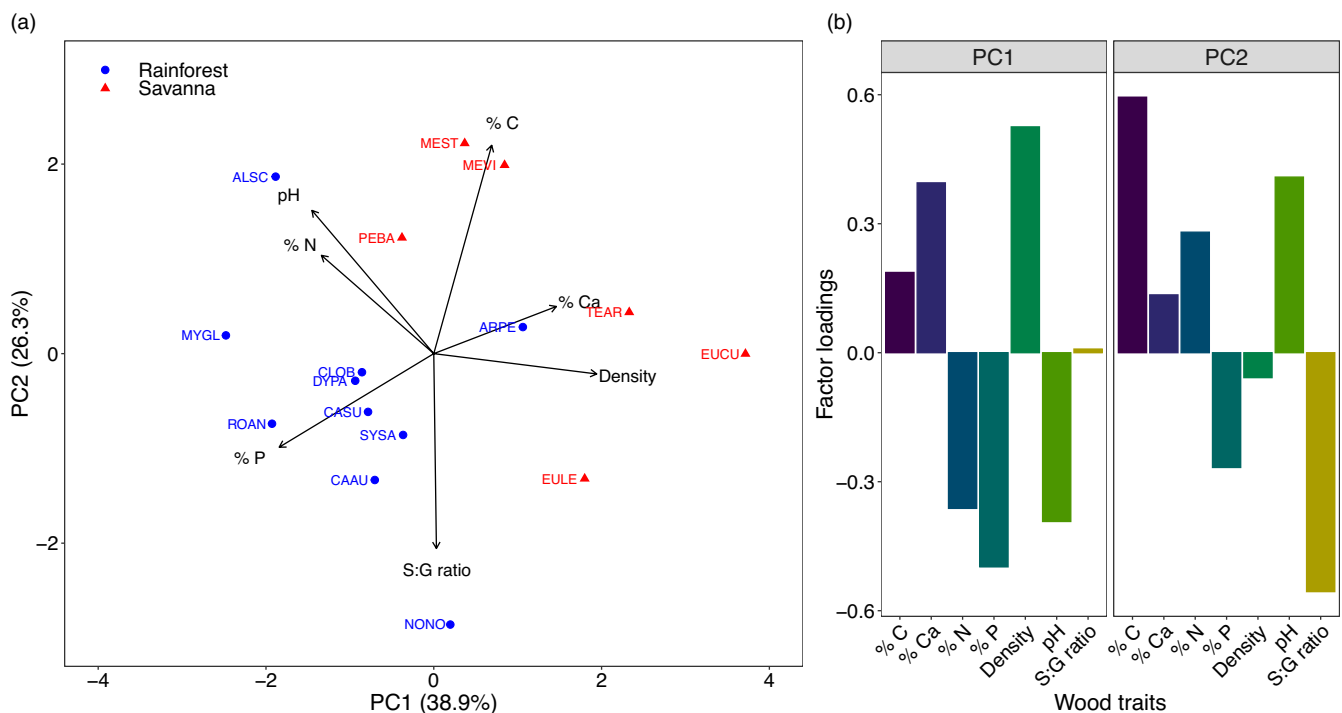 (a)
Rainforest
Savanna
% C
MEST
MEVI
ALSC
pH
PEBA
% N
% Ca
TEAR
ARPE
MYGL
EUCU
CLOB
DYPA
Density
CASU
ROAN
SYSA
% P
CAAU
EULE
S:G ratio
NONO
2
0
−2
PC2 (26.3%)
−4
−2
0
2
4
PC1 (38.9%)
(b)
PC1
PC2
0.6
0.3
0.0
−0.3
−0.6
Factor loadings
% C
% Ca
% N
% P
Density
pH
S:G ratio
% C
% Ca
% N
% P
Density
pH
S:G ratio
Wood traits